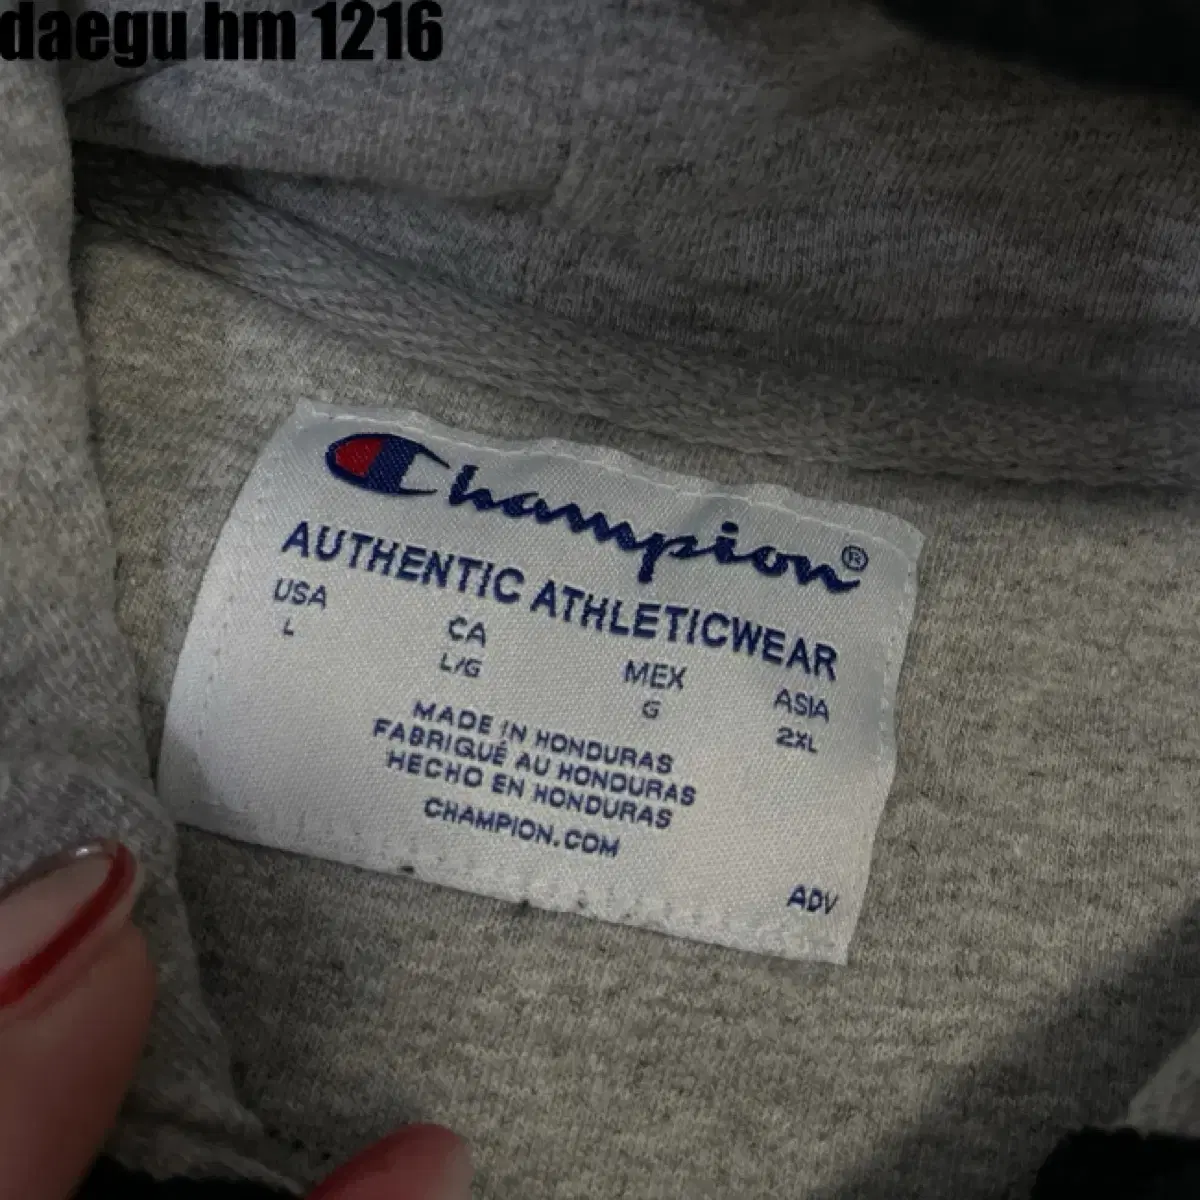 daegu hm 1216
Champion®
AUTHENTIC ATHLETICWEAR
USA CA MEX ASIA
L L/G G 2XL
MADE IN HONDURAS
FABRIQUÉ AU HONDURAS
HECHO EN HONDURAS
CHAMPION.COM
ADV